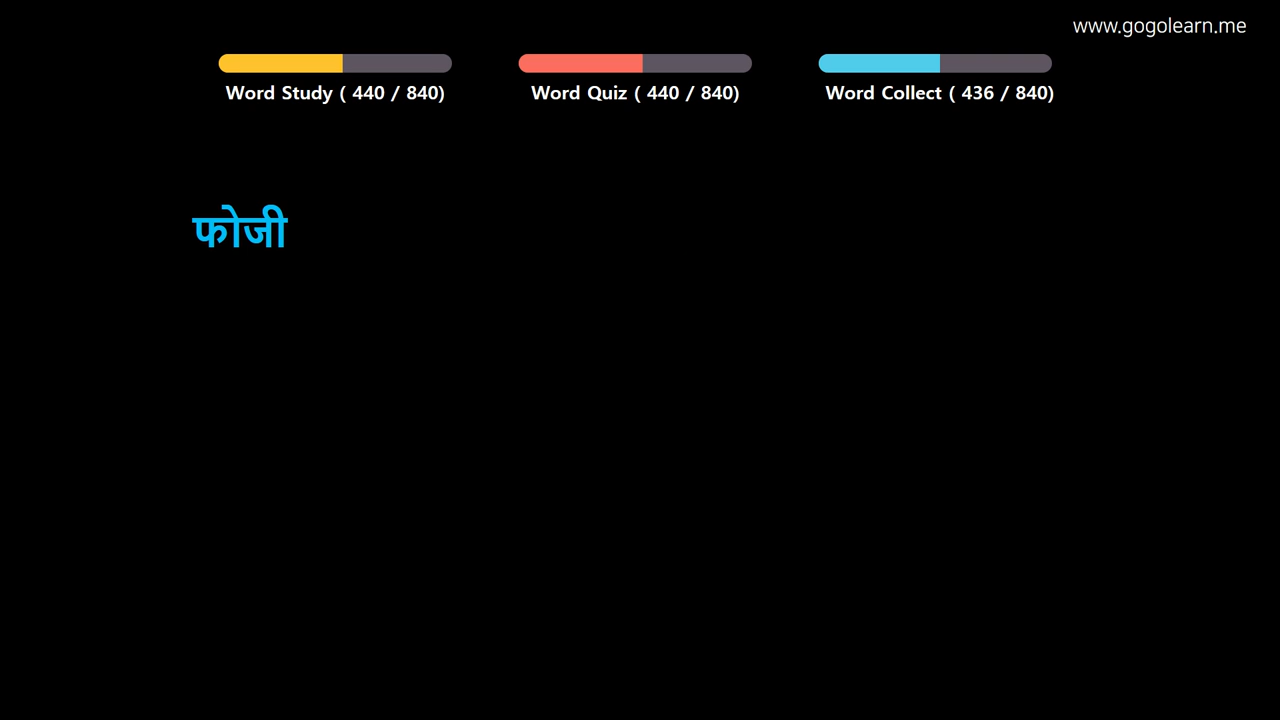 www.gogolearn.me
Word Study ( 440 / 840)
Word Quiz ( 440 / 840)
Word Collect ( 436 / 840)
फोजी